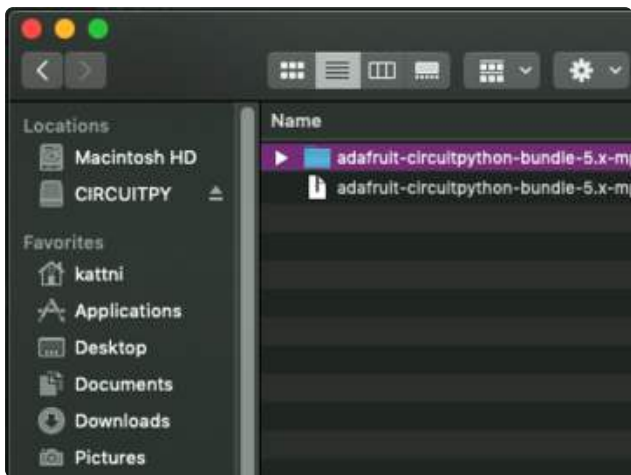 Locations
Macintosh HD
CIRCUITPY
Favorites
kattni
Applications
Desktop
Documents
Downloads
Pictures
Name
adafruit-circuitpython-bundle-5.x-mp
adafruit-circuitpython-bundle-5.x-mp